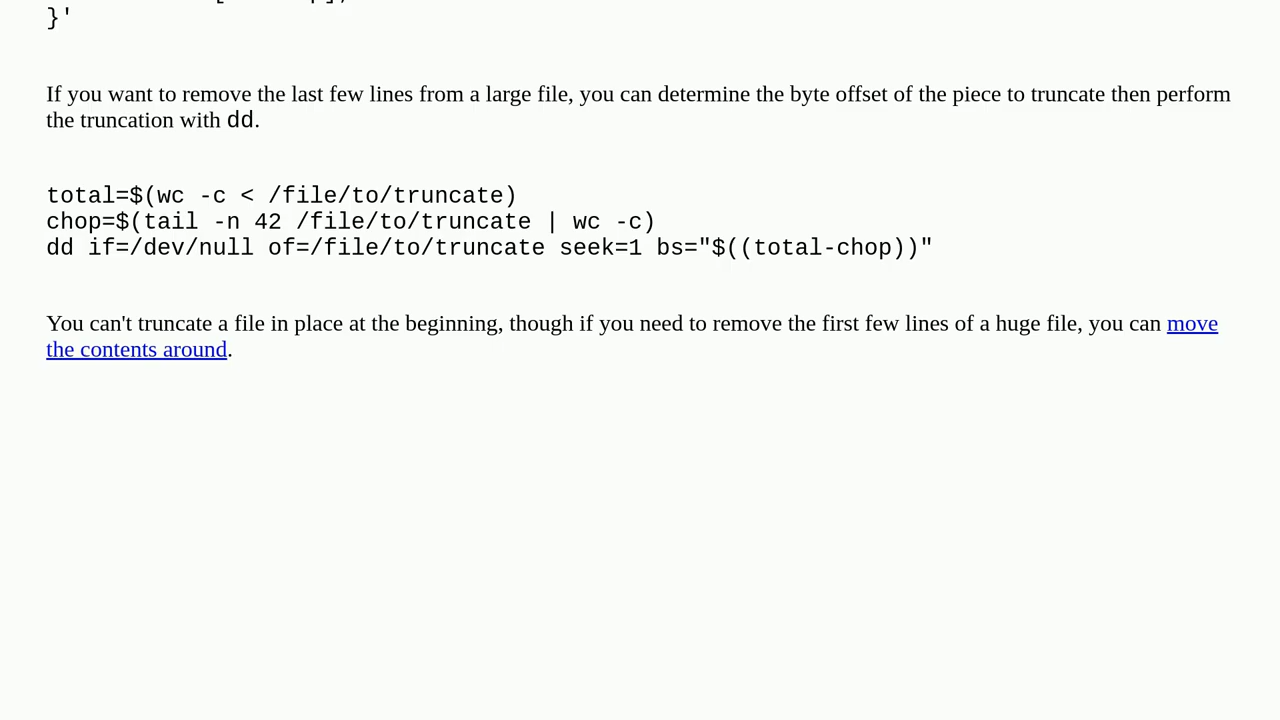 }'
If you want to remove the last few lines from a large file, you can determine the byte offset of the piece to truncate then perform
the truncation with dd.
total=$(wc -c < /file/to/truncate)
chop=$(tail -n 42 /file/to/truncate | wc -c)
dd if=/dev/null of=/file/to/truncate seek=1 bs="$((total-chop))"
You can't truncate a file in place at the beginning, though if you need to remove the first few lines of a huge file, you can move
the contents around.